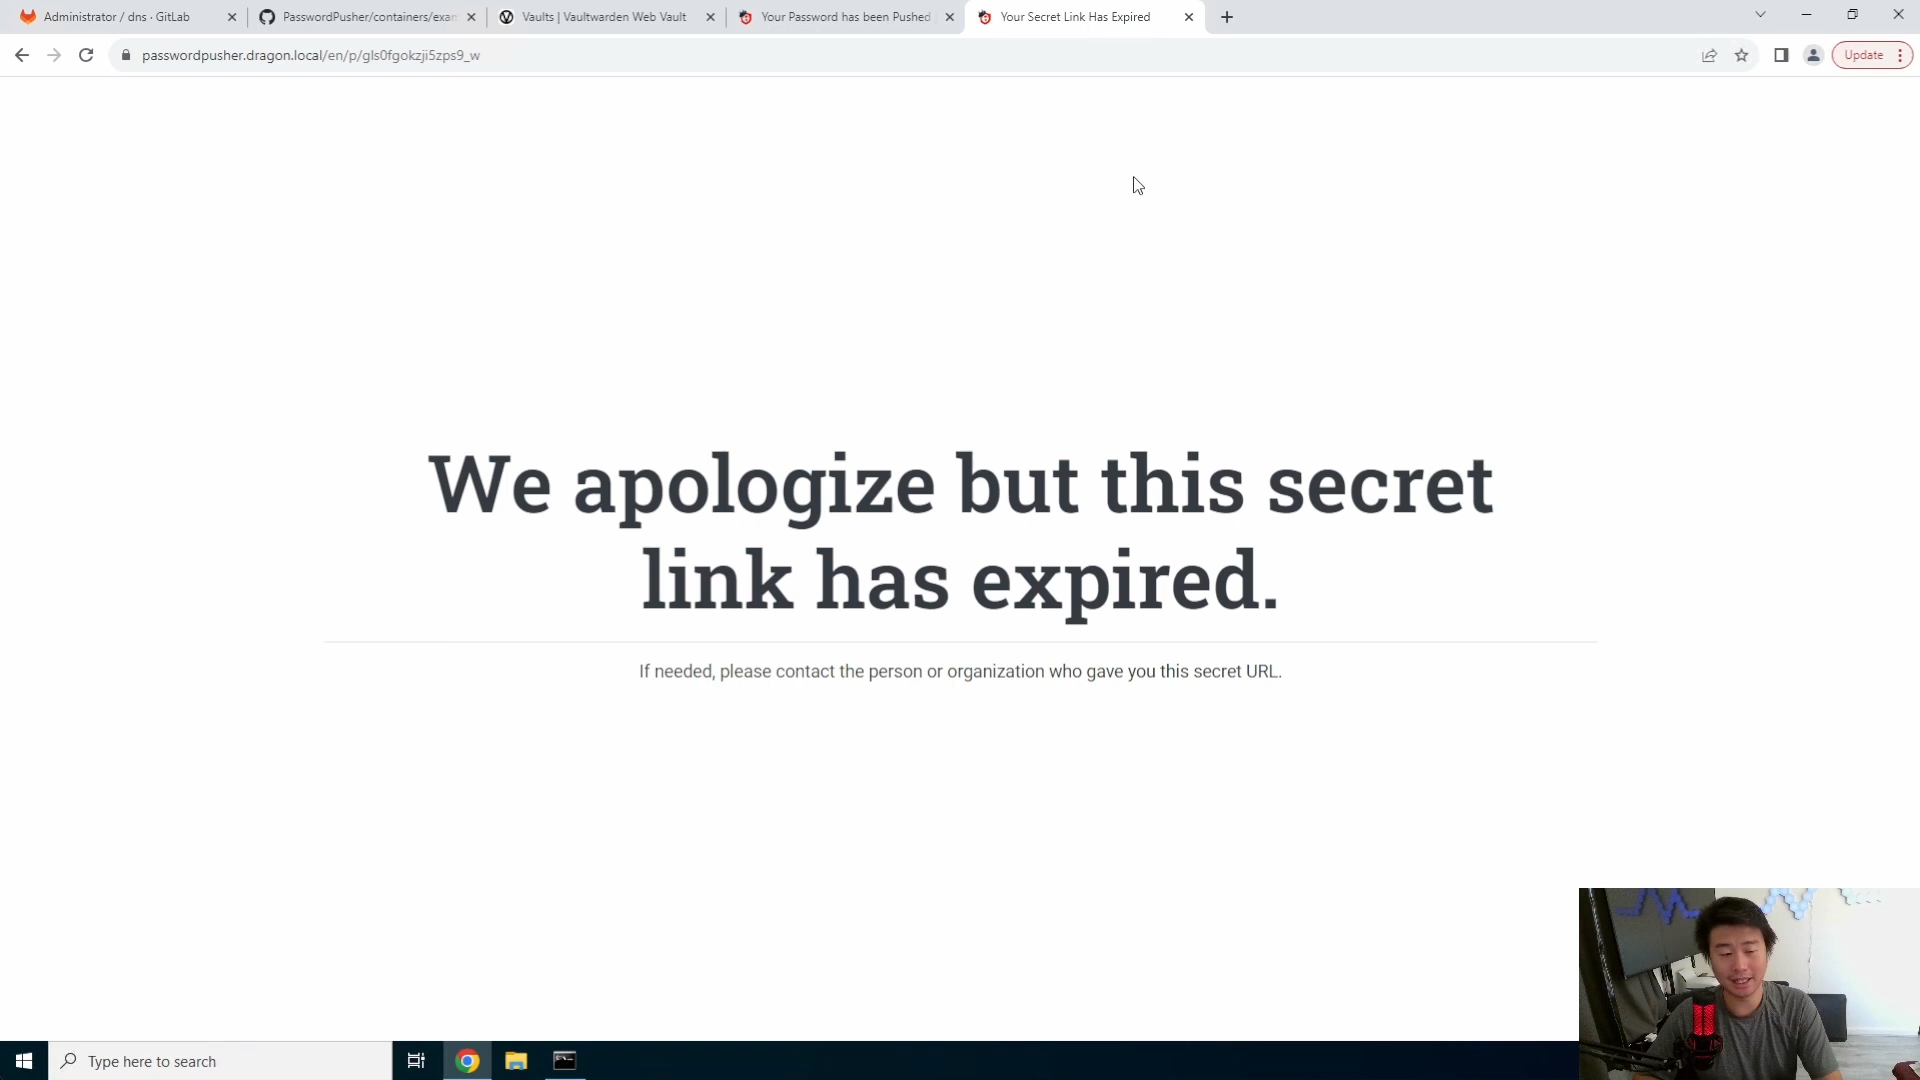 Administrator / dns · GitLab
PasswordPusher/containers/exam
Vaults | Vaultwarden Web Vault
Your Password has been Pushed
Your Secret Link Has Expired
passwordpusher.dragon.local/en/p/gls0fgokzji5zps9_w
Update
We apologize but this secret
link has expired.
If needed, please contact the person or organization who gave you this secret URL.
Type here to search